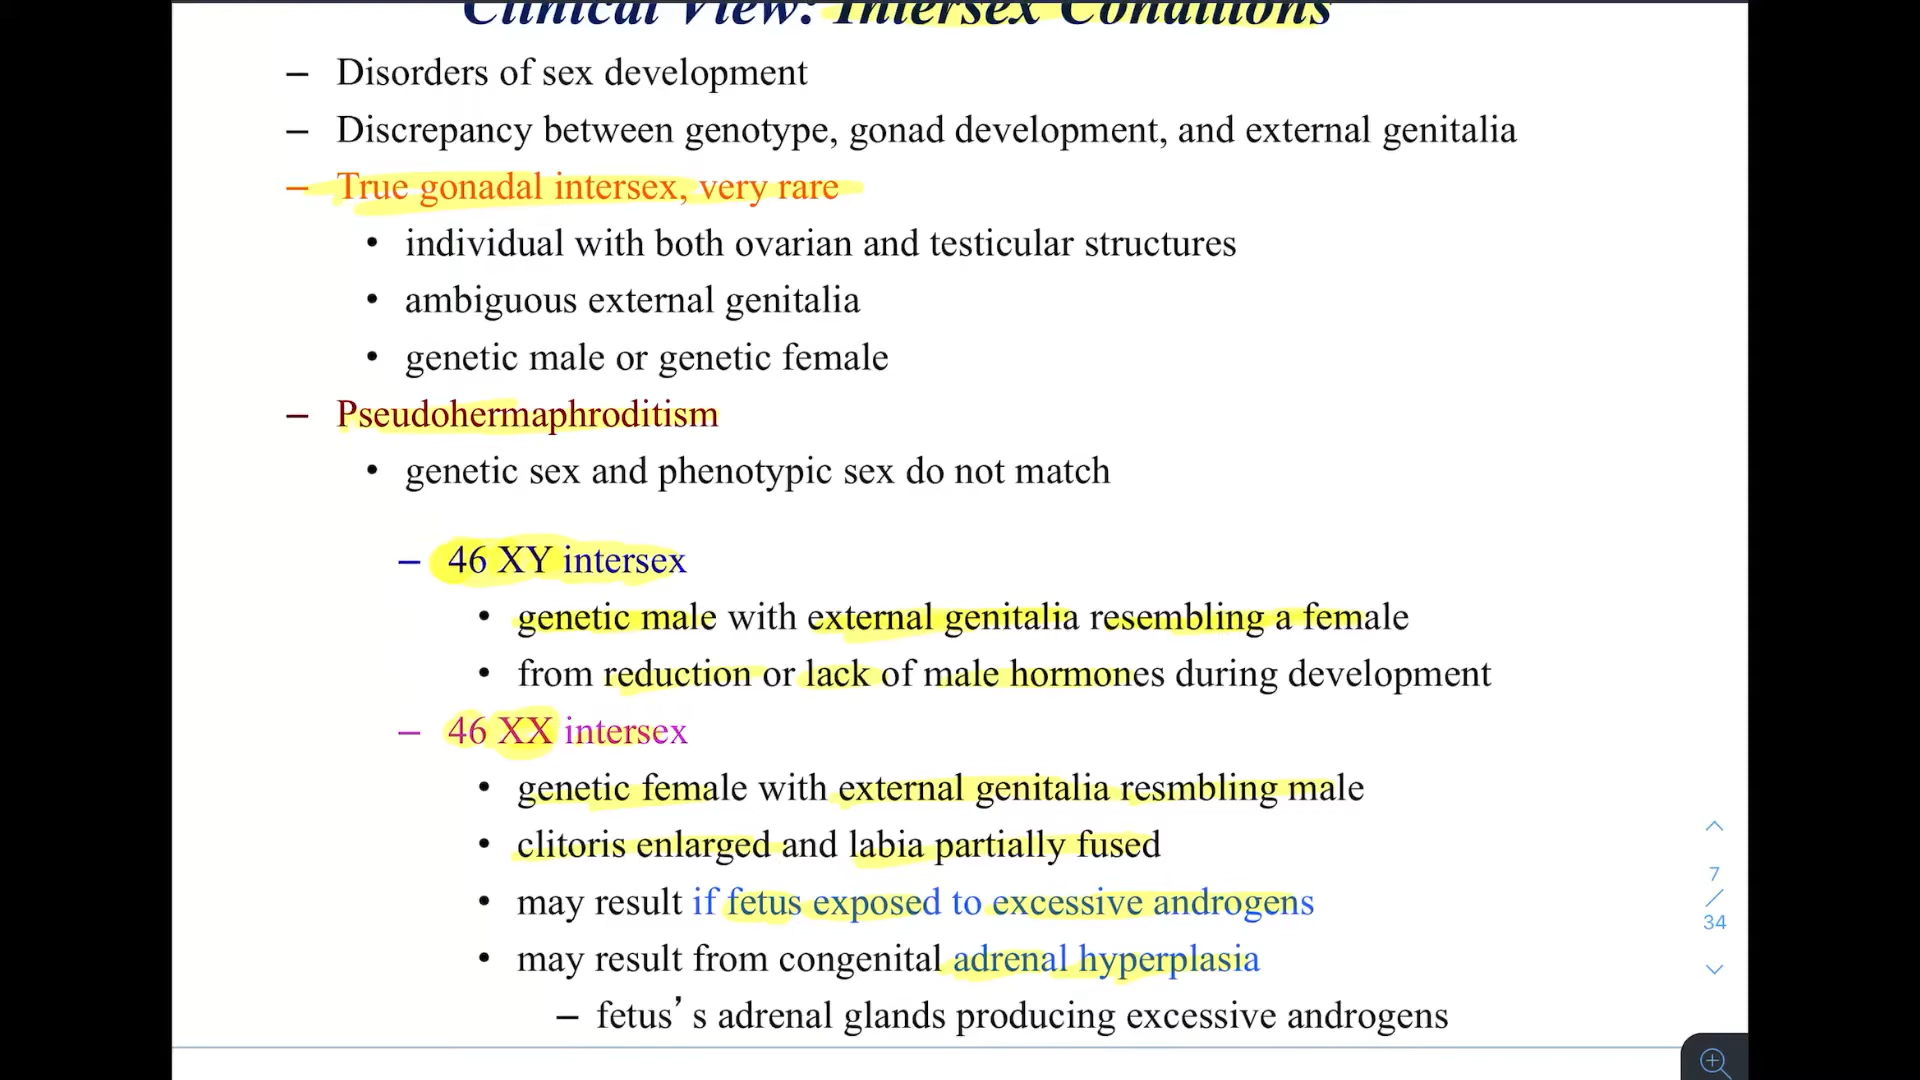 Clinical View: Intersex Conditions
– Disorders of sex development
– Discrepancy between genotype, gonad development, and external genitalia
– True gonadal intersex, very rare
• individual with both ovarian and testicular structures
• ambiguous external genitalia
• genetic male or genetic female
– Pseudohermaphroditism
• genetic sex and phenotypic sex do not match
– 46 XY intersex
• genetic male with external genitalia resembling a female
• from reduction or lack of male hormones during development
– 46 XX intersex
• genetic female with external genitalia resmbling male
• clitoris enlarged and labia partially fused
• may result if fetus exposed to excessive androgens
• may result from congenital adrenal hyperplasia
– fetus’ s adrenal glands producing excessive androgens
7
/
34